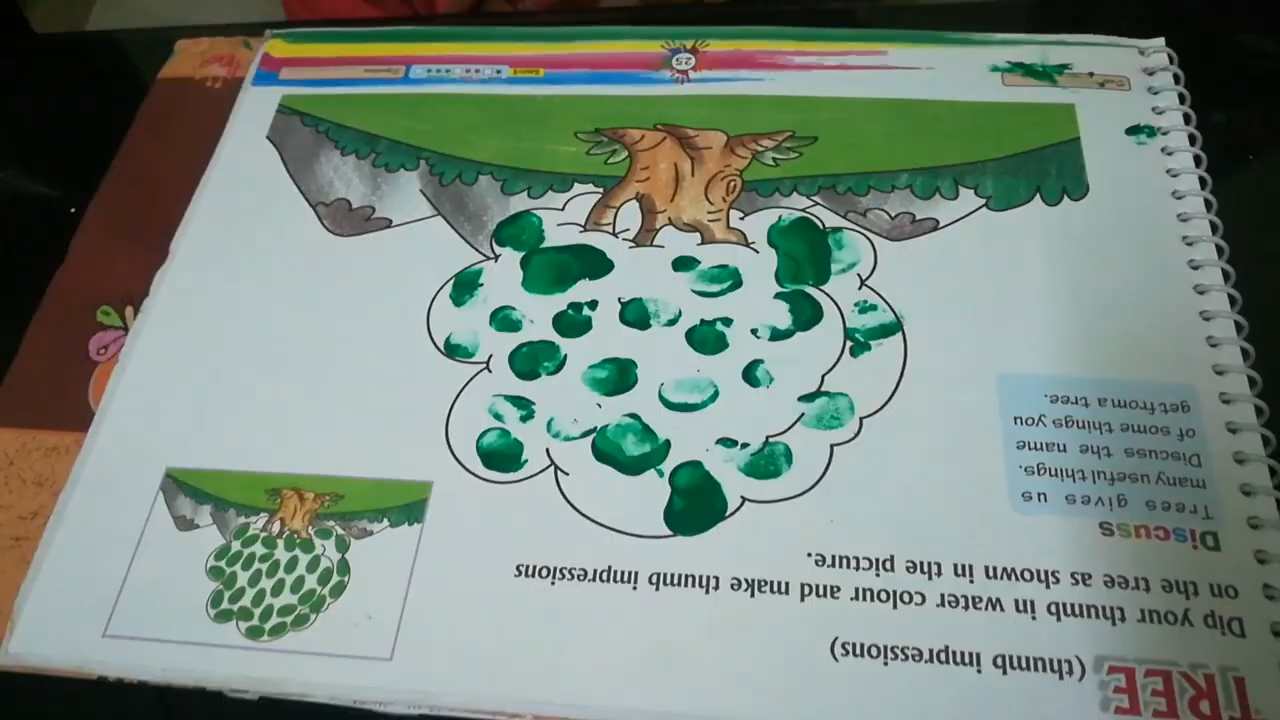 TREE (thumb impressions)
Dip your thumb in water colour and make thumb impressions
on the tree as shown in the picture.
Discuss
Trees gives us
many useful things.
Discuss the name
of some things you
get from a tree.
25